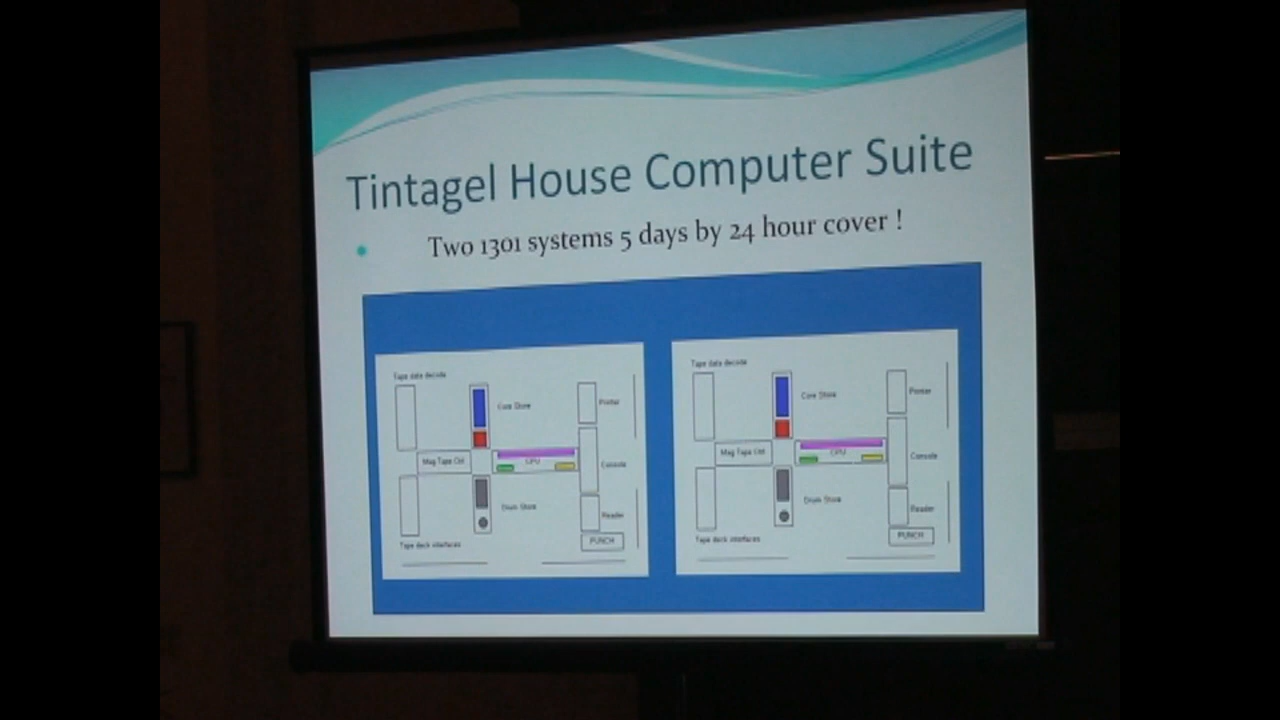 Tintagel House Computer Suite
Two 1301 systems 5 days by 24 hour cover !
Tape data decode
Core Store
Printer
Mag Tape Ctrl
CPU
Console
Drum Store
Reader
Tape deck interfaces
PUNCH
Tape data decode
Core Store
Printer
Mag Tape Ctrl
CPU
Console
Drum Store
Reader
Tape deck interfaces
PUNCH